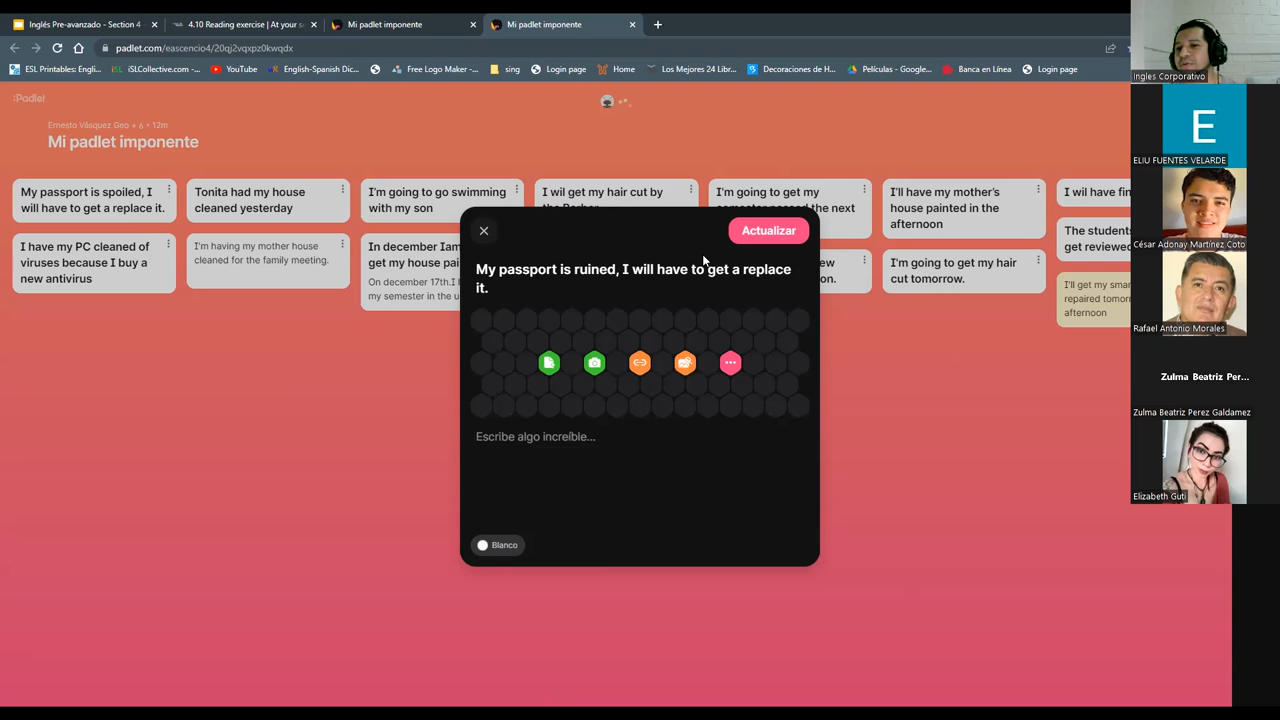 Inglés Pre-avanzado - Section 4
4.10 Reading exercise | At your s
Mi padlet imponente
Mi padlet imponente
padlet.com/eascencio4/20qj2vqxpz0kwqdx
ESL Printables: Engli...
iSLCollective.com -...
YouTube
English-Spanish Dic...
Free Logo Maker -...
sing
Login page
Home
Los Mejores 24 Libr...
Decoraciones de H...
Películas - Google...
Banca en Línea
Login page
:Padlet
Ernesto Vásquez Geo + 6 • 12m
Mi padlet imponente
My passport is spoiled, I
will have to get a replace it.
Tonita had my house
cleaned yesterday
I'm going to go swimming
with my son
I wil get my hair cut by
the Barber
I'm going to get my
semester passed the next
I'll have my mother's
house painted in the
afternoon
I wil have fin
I have my PC cleaned of
viruses because I buy a
new antivirus
I'm having my mother house
cleaned for the family meeting.
In december Iam
get my house pai
On december 17th.I
my semester in the u
ew
on.
I'm going to get my hair
cut tomorrow.
The students
get reviewed
I'll get my smar
repaired tomorr
afternoon
Actualizar
My passport is ruined, I will have to get a replace
it.
Escribe algo increíble...
Blanco
Ingles Corporativo
E
ELIU FUENTES VELARDE
César Adonay Martínez Coto
Rafael Antonio Morales
Zulma Beatriz Per...
Zulma Beatriz Perez Galdamez
Elizabeth Guti